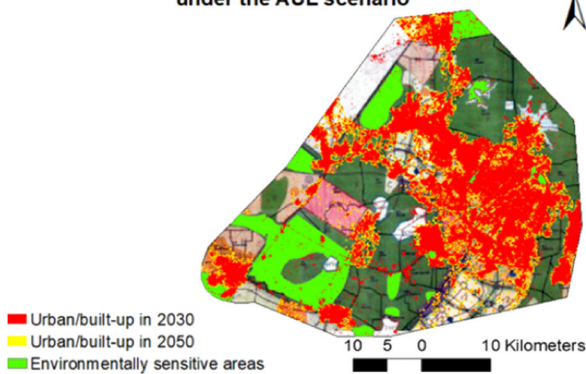 under the AUE scenario
Urban/built-up in 2030
Urban/built-up in 2050
Environmentally sensitive areas
10 5 0 10 Kilometers